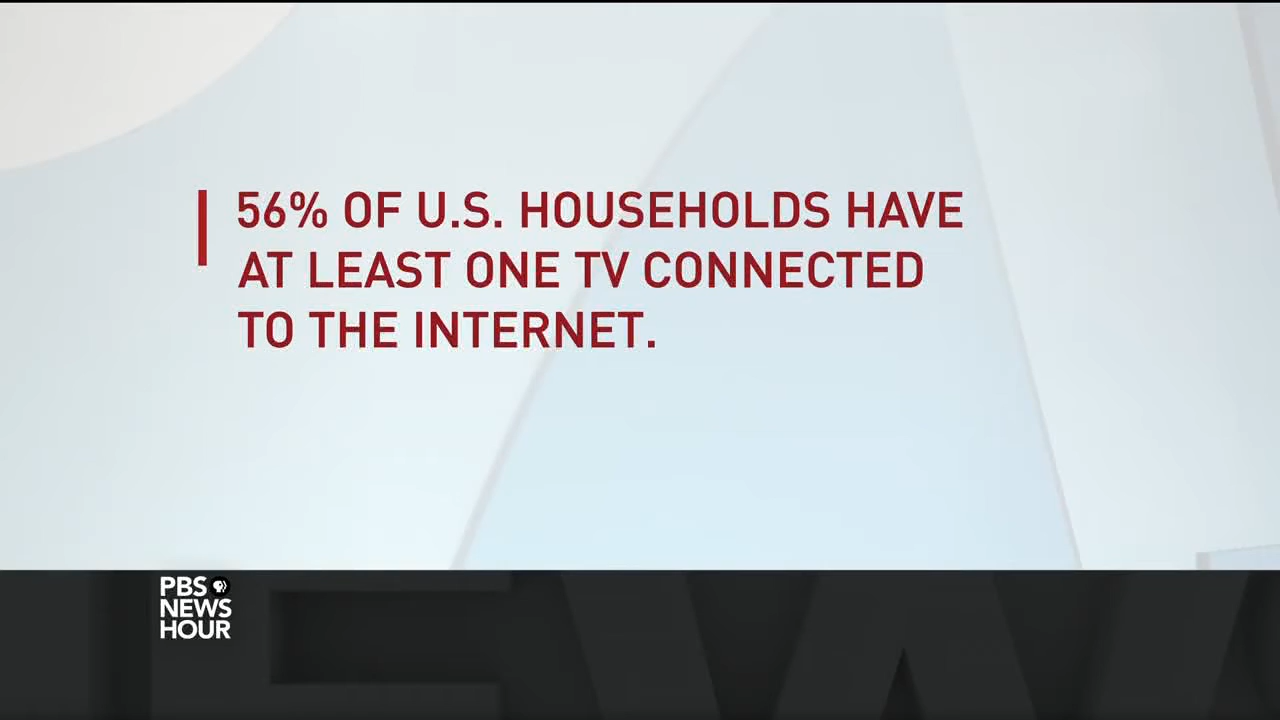 56% OF U.S. HOUSEHOLDS HAVE
AT LEAST ONE TV CONNECTED
TO THE INTERNET.
PBS
NEWS
HOUR